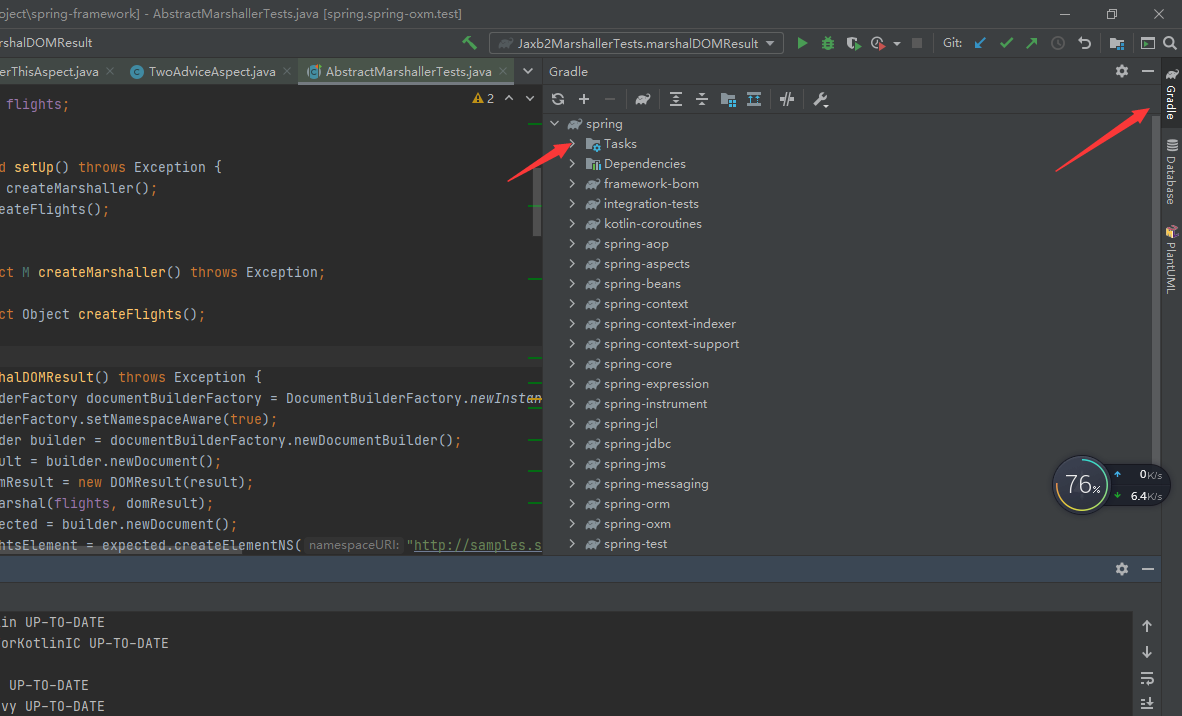 oject\spring-framework] - AbstractMarshallerTests.java [spring.spring-oxm.test]
rshalDOMResult
Jaxb2MarshallerTests.marshalDOMResult
Git:
erThisAspect.java
TwoAdviceAspect.java
AbstractMarshallerTests.java
Gradle
flights;
2
d setUp() throws Exception {
createMarshaller();
eateFlights();
ct M createMarshaller() throws Exception;
ct Object createFlights();
halDOMResult() throws Exception {
derFactory documentBuilderFactory = DocumentBuilderFactory.newInstan
derFactory.setNamespaceAware(true);
der builder = documentBuilderFactory.newDocumentBuilder();
ult = builder.newDocument();
omResult = new DOMResult(result);
arshal(flights, domResult);
pected = builder.newDocument();
ghtsElement = expected.createElementNS( namespaceURI: "http://samples.s
spring
Tasks
Dependencies
framework-bom
integration-tests
kotlin-coroutines
spring-aop
spring-aspects
spring-beans
spring-context
spring-context-indexer
spring-context-support
spring-core
spring-expression
spring-instrument
spring-jcl
spring-jdbc
spring-jms
spring-messaging
spring-orm
spring-oxm
spring-test
Gradle
Database
PlantUML
76%
0K/s
6.4K/s
lin UP-TO-DATE
orKotlinIC UP-TO-DATE
UP-TO-DATE
vy UP-TO-DATE